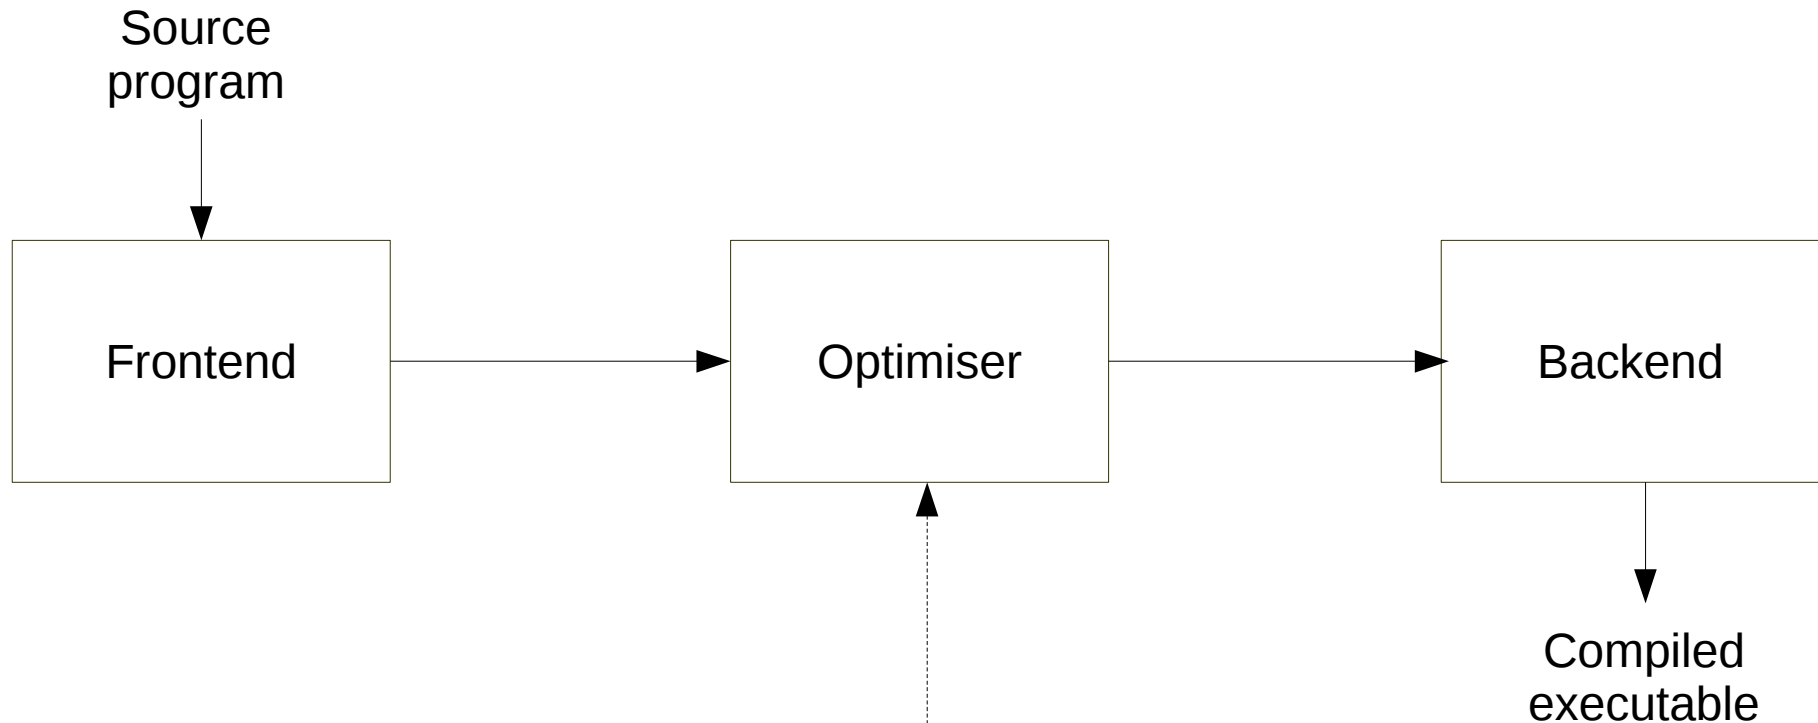 Source
program
Frontend
Optimiser
Backend
Compiled
executable